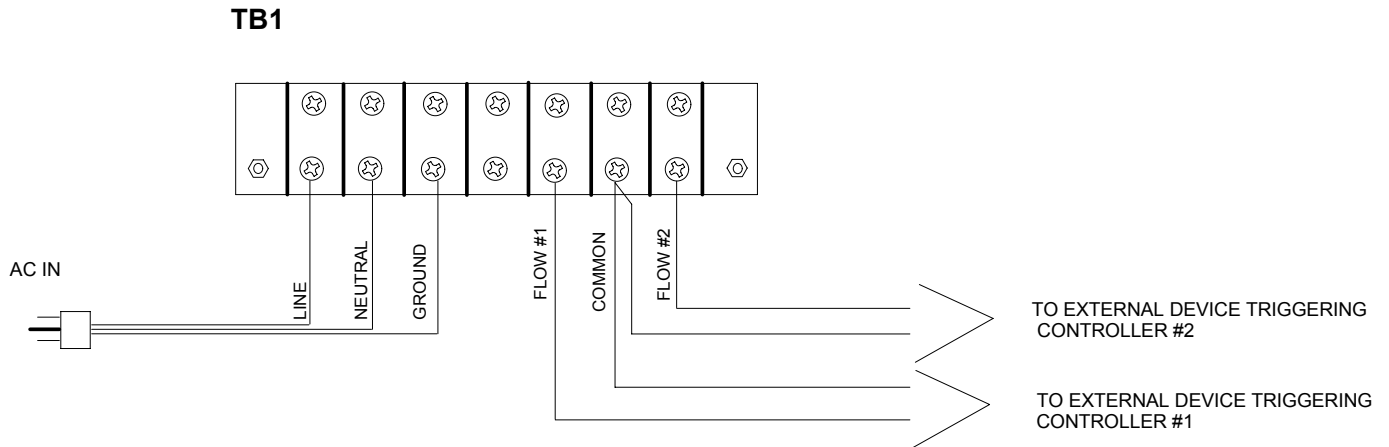 TB1
AC IN
LINE
NEUTRAL
GROUND
FLOW #1
COMMON
FLOW #2
TO EXTERNAL DEVICE TRIGGERING
CONTROLLER #2
TO EXTERNAL DEVICE TRIGGERING
CONTROLLER #1